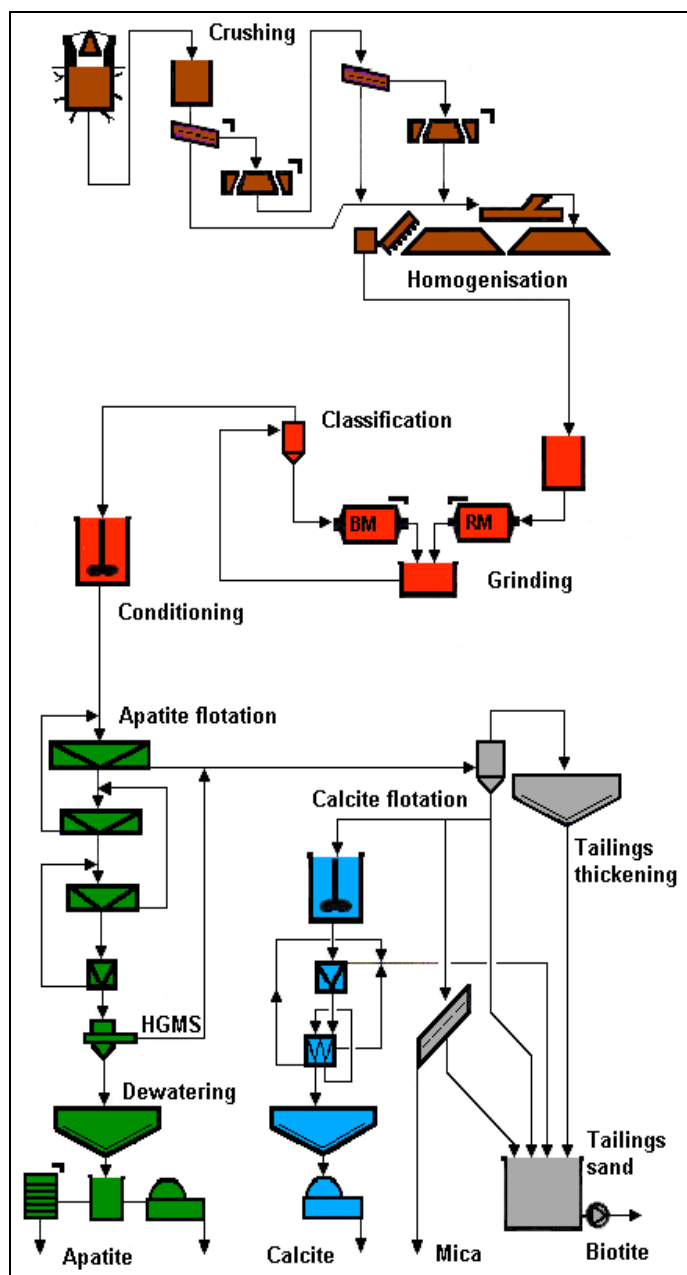 Crushing
Homogenisation
Classification
BM
RM
Grinding
Conditioning
Apatite flotation
Calcite flotation
Tailings
thickening
HGMS
Dewatering
Tailings
sand
Apatite
Calcite
Mica
Biotite